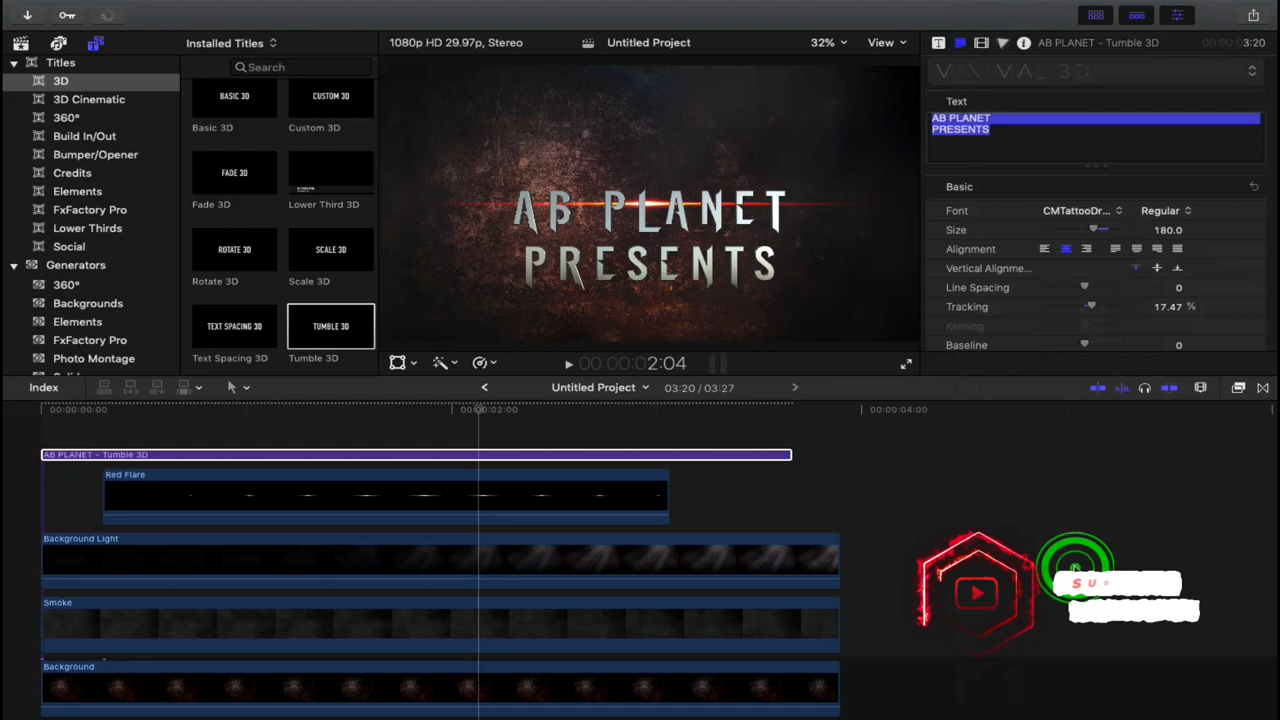 Installed Titles
1080p HD 29.97p, Stereo
Untitled Project
32%
View
AB PLANET - Tumble 3D
3:20
Titles
3D
3D Cinematic
360°
Build In/Out
Bumper/Opener
Credits
Elements
FxFactory Pro
Lower Thirds
Social
Generators
360°
Backgrounds
Elements
FxFactory Pro
Photo Montage
Search
BASIC 3D
CUSTOM 3D
Basic 3D
Custom 3D
FADE 3D
Fade 3D
Lower Third 3D
ROTATE 3D
SCALE 3D
Rotate 3D
Scale 3D
TEXT SPACING 3D
TUMBLE 3D
Text Spacing 3D
Tumble 3D
AB PLANET
PRESENTS
00:00:00:02:04
Text
AB PLANET
PRESENTS
Basic
Font
CMTattooDr...
Regular
Size
180.0
Alignment
Vertical Alignme...
Line Spacing
0
Tracking
17.47 %
Kerning
Baseline
0
Index
Untitled Project
03:20 / 03:27
00:00:00:00
00:00:02:00
00:00:04:00
AB PLANET - Tumble 3D
Red Flare
Background Light
Smoke
Background
S U